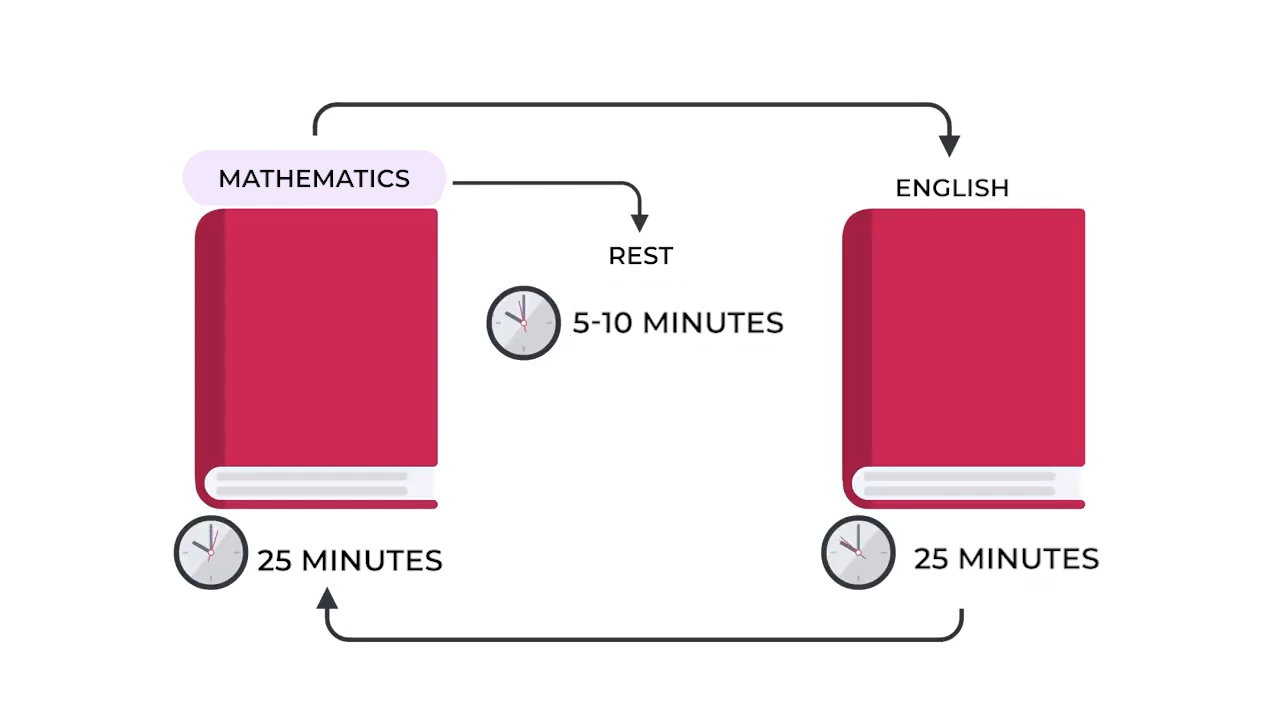 MATHEMATICS
ENGLISH
REST
5-10 MINUTES
25 MINUTES
25 MINUTES